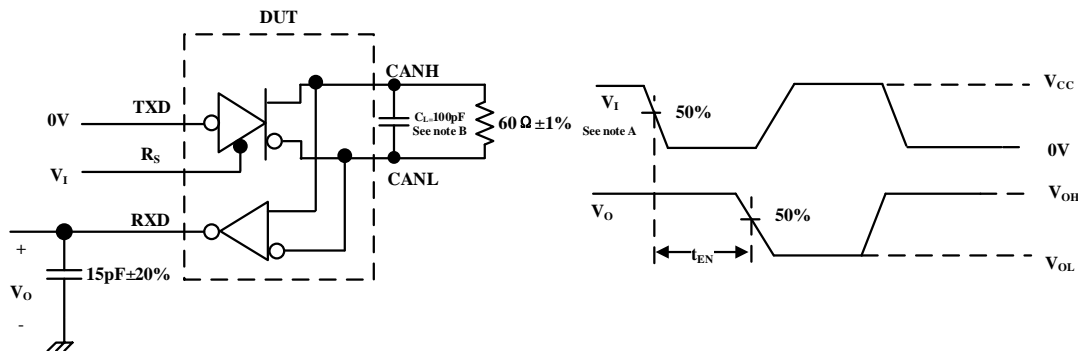 DUT
CANH
TXD
0V
C_L=100pF
See note B
60Ω±1%
R_S
V_I
CANL
RXD
+
15pF±20%
V_O
-
V_I
See note A
50%
V_CC
0V
V_O
50%
V_OH
t_EN
V_OL